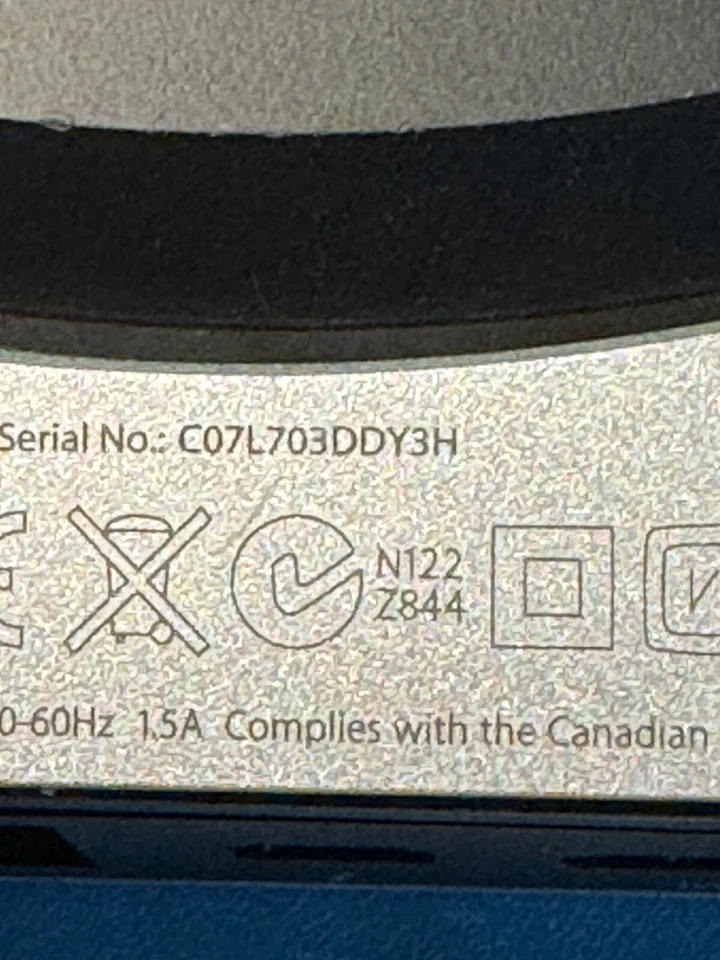 Serial No.: C07L703DDY3H
N122
Z844
0-60Hz 1.5A Complies with the Canadian